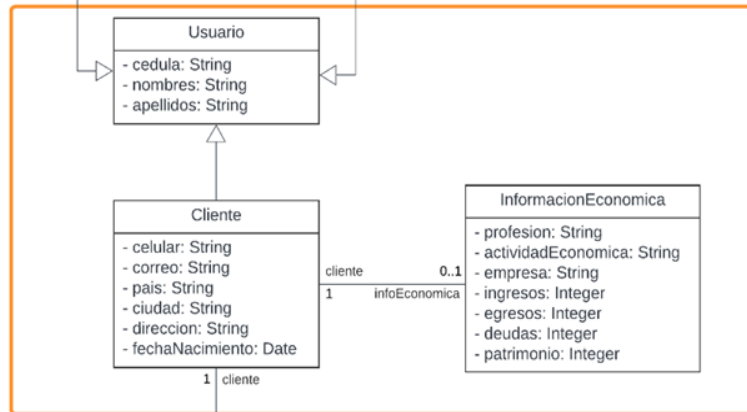 Usuario
- cedula: String
- nombres: String
- apellidos: String
Cliente
- celular: String
- correo: String
- pais: String
- ciudad: String
- direccion: String
- fechaNacimiento: Date
cliente
0..1
1
infoEconomica
InformacionEconomica
- profesion: String
- actividadEconomica: String
- empresa: String
- ingresos: Integer
- egresos: Integer
- deudas: Integer
- patrimonio: Integer
1 cliente